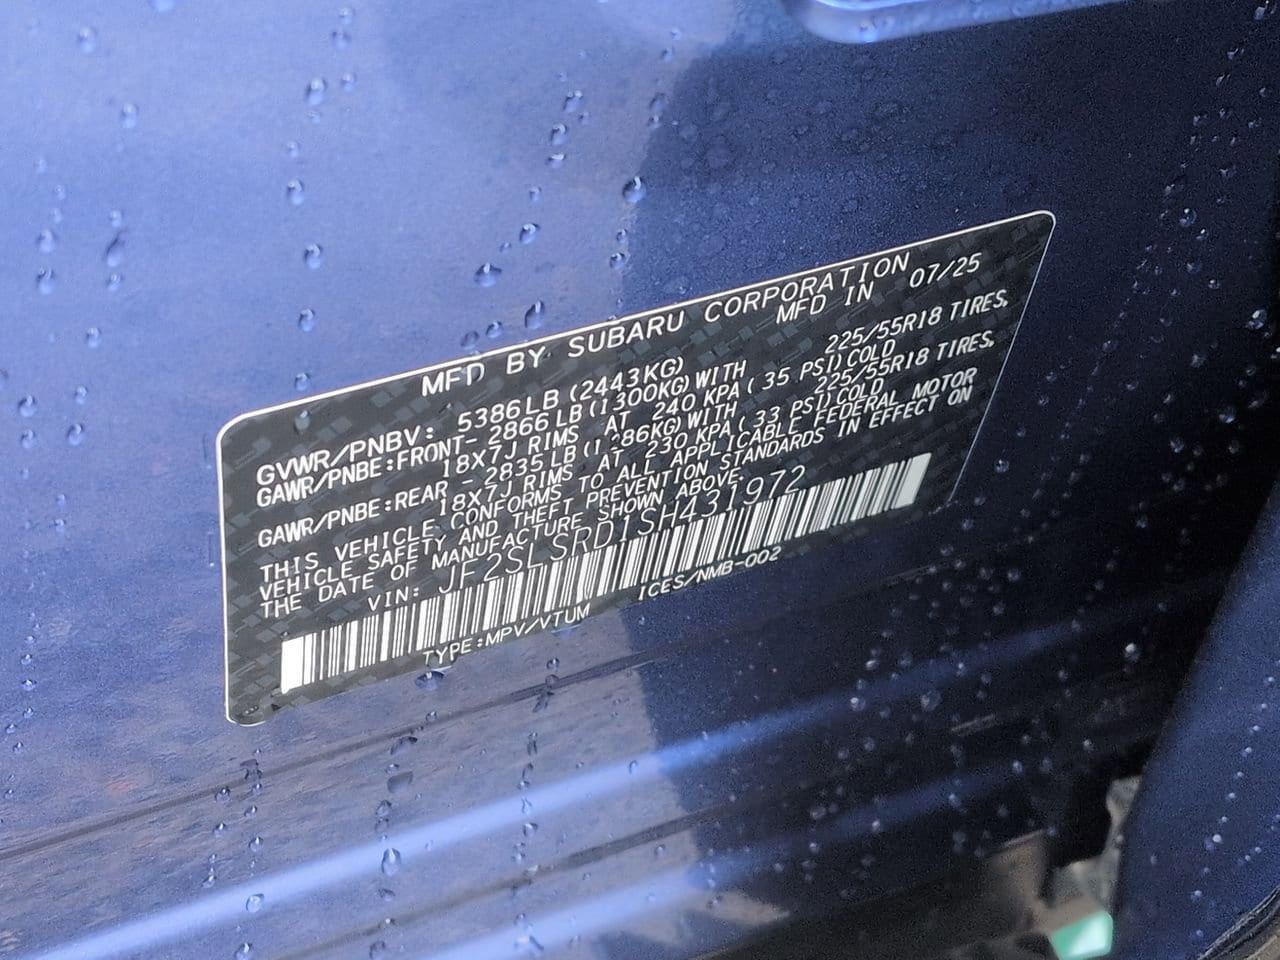 MFD BY SUBARU CORPORATION
MFD IN 07/25
GVWR/PNBV: 5386LB (2443KG)
GAWR/PNBE:FRONT- 2866LB(1300KG)WITH 225/55R18 TIRES,
18X7J RIMS AT 240 KPA(35 PSI)COLD
GAWR/PNBE:REAR - 2835LB(1286KG)WITH 225/55R18 TIRES,
18X7J RIMS AT 230 KPA(33 PSI)COLD
THIS VEHICLE CONFORMS TO ALL APPLICABLE FEDERAL MOTOR
VEHICLE SAFETY AND THEFT PREVENTION STANDARDS IN EFFECT ON
THE DATE OF MANUFACTURE SHOWN ABOVE.
VIN: JF2SLSRD1SH431972
TYPE:MPV/VTUM ICES/NMB-002